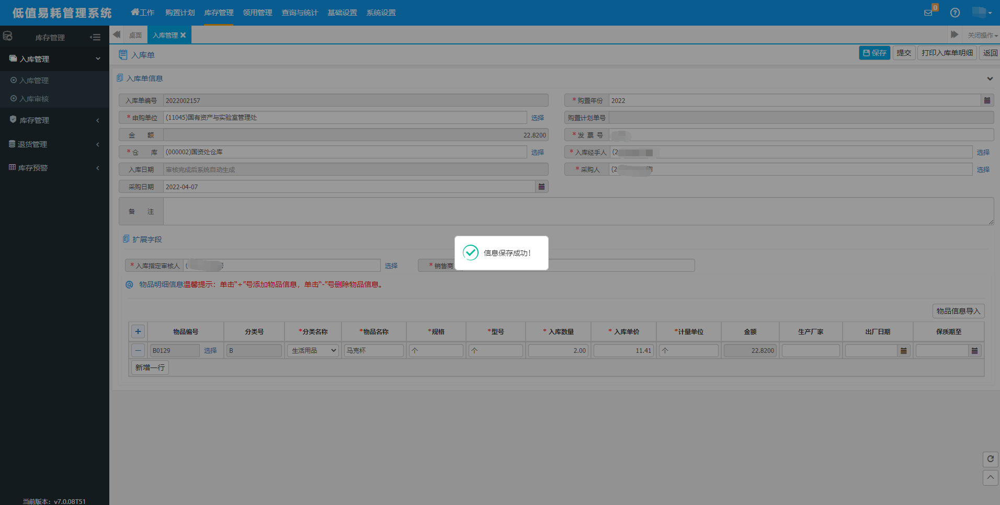 低值易耗管理系统
工作 购置计划 库存管理 领用管理 查询与统计 基础设置 系统设置
0
库存管理
桌面 入库管理
关闭操作
入库管理
入库管理
入库审核
库存管理
退货管理
库存预警
当前版本：v7.0.08T51
入库单
保存 提交 打印入库单明细 返回
入库单信息
入库单编号 2022002157
* 购置年份 2022
* 申购单位 (11045)国有资产与实验室管理处 选择
购置计划单号
金 额 22.8200
* 发 票 号
* 仓 库 (000002)国资处仓库 选择
* 入库经手人 (2 选择
入库日期 审核完成后系统自动生成
* 采购人 (2 选择
采购日期 2022-04-07
备 注
扩展字段
* 入库指定审核人 ( 选择
* 销售商
信息保存成功！
物品明细信息温馨提示：单击“+”号添加物品信息，单击“-”号删除物品信息。
物品信息导入
物品编号 分类号 *分类名称 *物品名称 *规格 *型号 * 入库数量 * 入库单价 *计量单位 金额 生产厂家 出厂日期 保质期至
B0129 选择 B 生活用品 马克杯 个 个 2.00 11.41 个 22.8200
新增一行